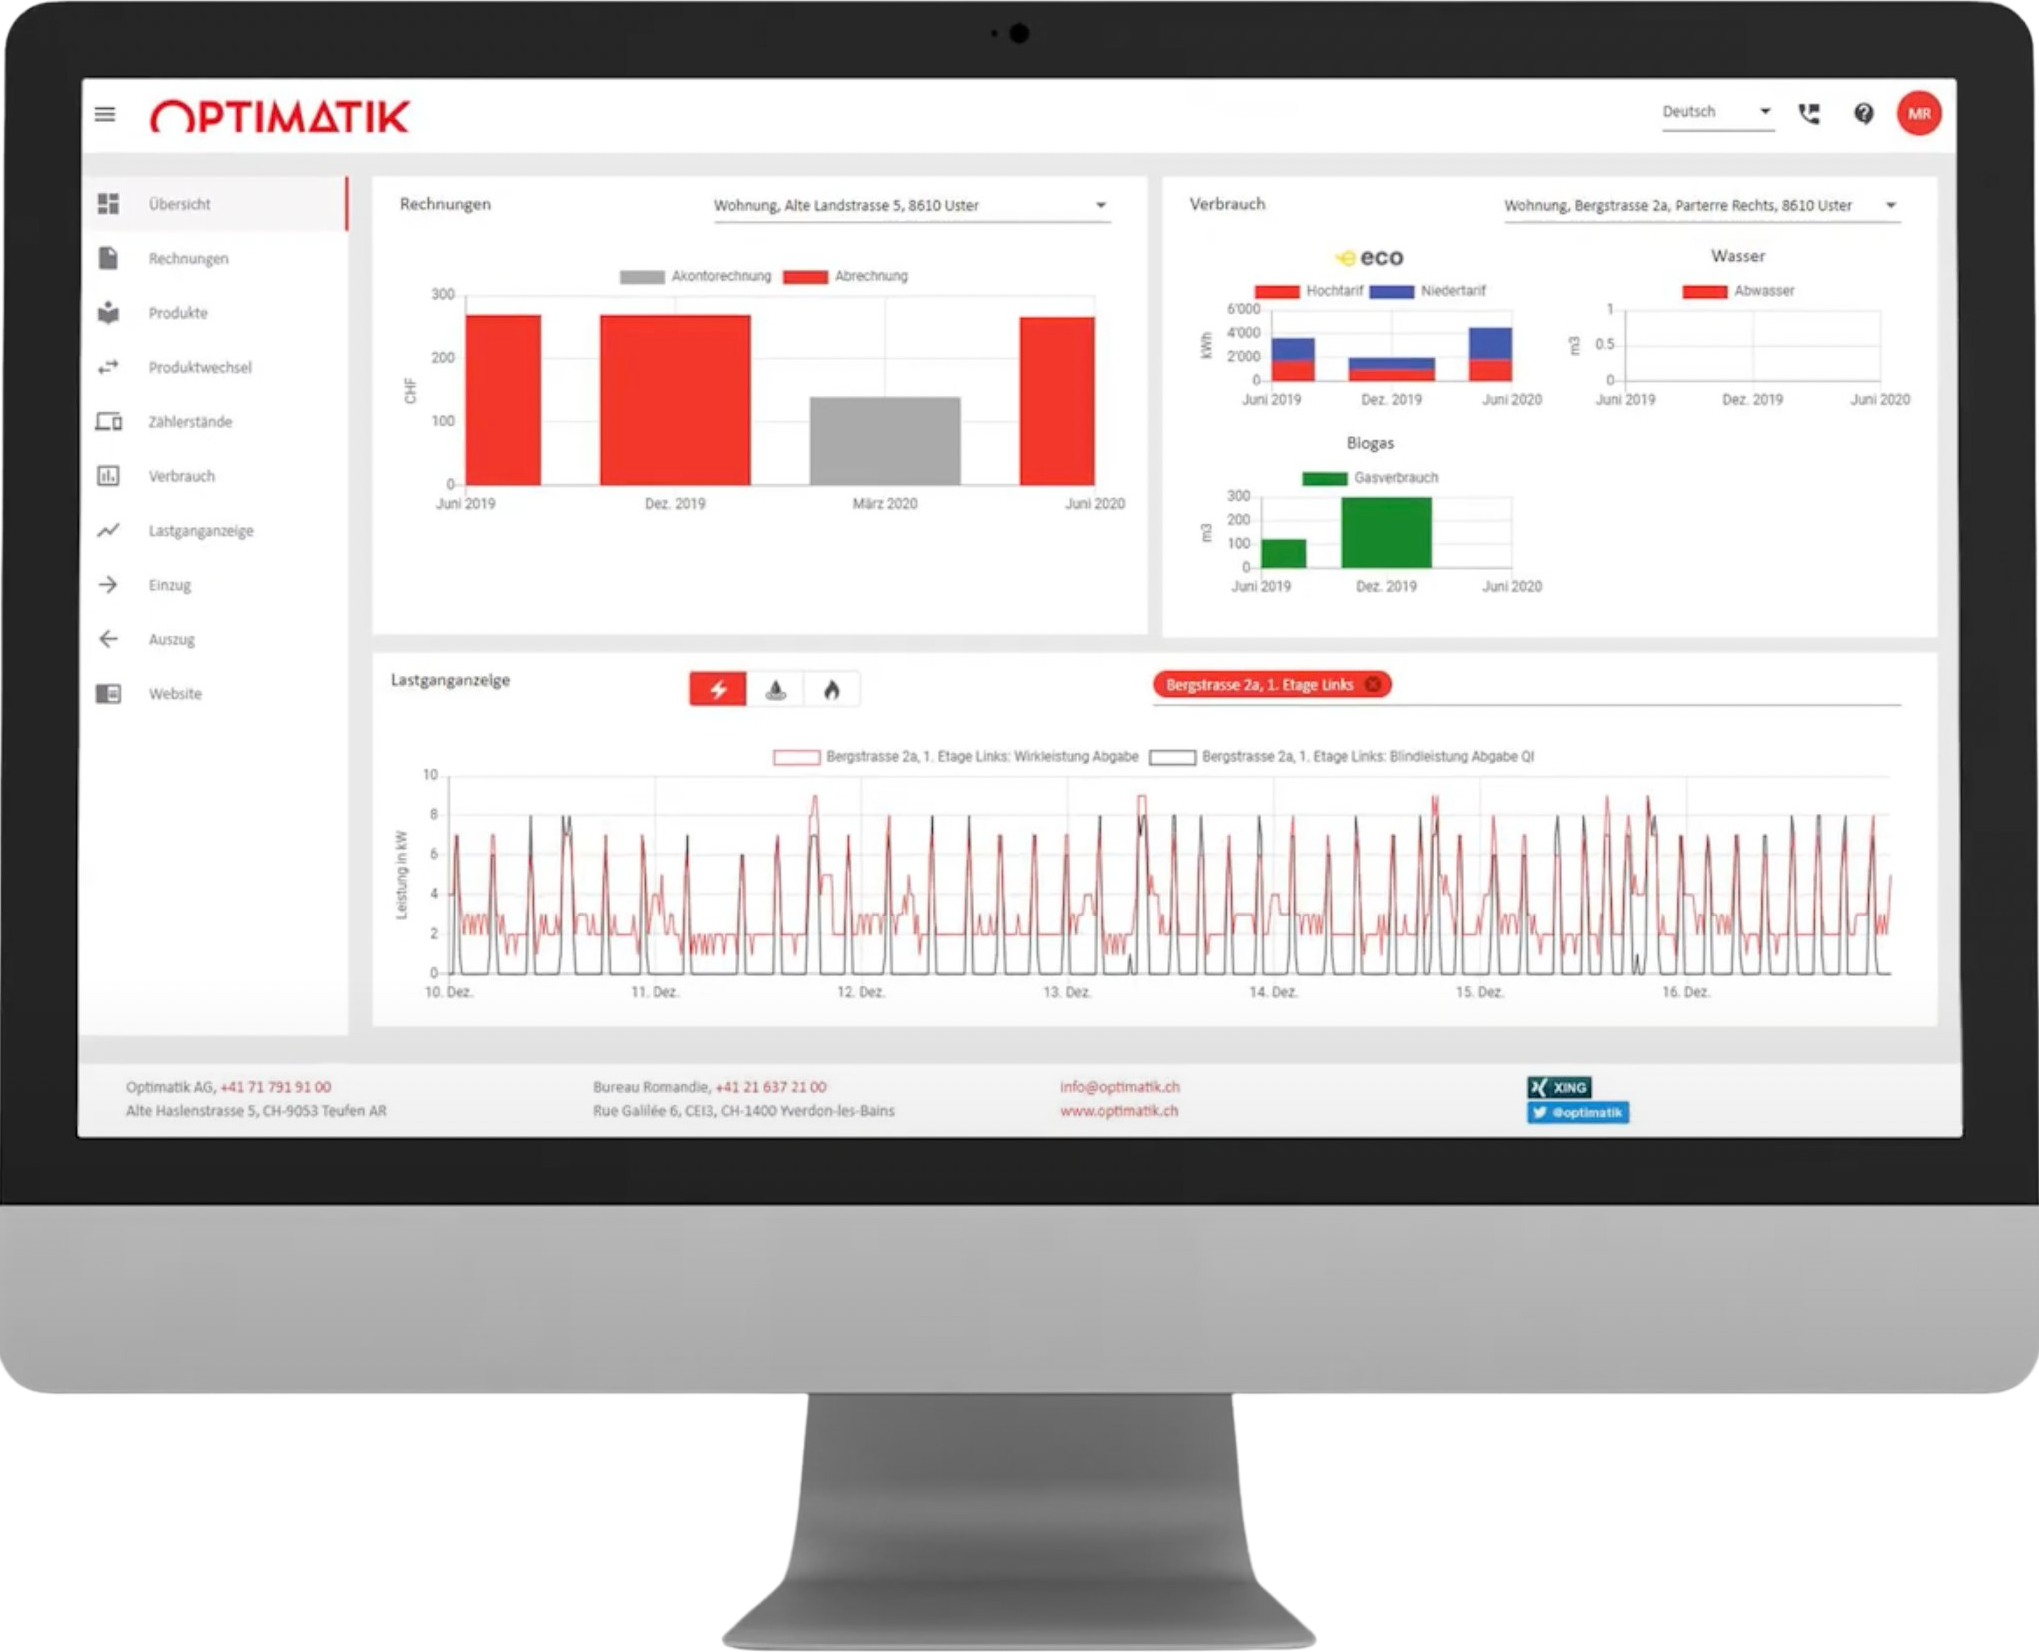 OPTIMATIK
Deutsch
MR
Übersicht
Rechnungen
Produkte
Produktwechsel
Zählerstände
Verbrauch
Lastganganzeige
Einzug
Auszug
Website
Rechnungen
Wohnung, Alte Landstrasse 5, 8610 Uster
Akontorechnung Abrechnung
CHF
300
200
100
0
Juni 2019 Dez. 2019 März 2020 Juni 2020
Verbrauch
Wohnung, Bergstrasse 2a, Parterre Rechts, 8610 Uster
e eco
Hochtarif Niedertarif
kWh
6'000
4'000
2'000
0
Juni 2019 Dez. 2019 Juni 2020
Wasser
Abwasser
m3
1
0.5
0
Juni 2019 Dez. 2019 Juni 2020
Biogas
Gasverbrauch
m3
300
200
100
0
Juni 2019 Dez. 2019 Juni 2020
Lastganganzeige
Bergstrasse 2a, 1. Etage Links
Bergstrasse 2a, 1. Etage Links: Wirkleistung Abgabe Bergstrasse 2a, 1. Etage Links: Blindleistung Abgabe QI
Leistung in kW
10
8
6
4
2
0
10. Dez. 11. Dez. 12. Dez. 13. Dez. 14. Dez. 15. Dez. 16. Dez.
Optimatik AG, +41 71 791 91 00
Alte Haslenstrasse 5, CH-9053 Teufen AR
Bureau Romandie, +41 21 637 21 00
Rue Galilée 6, CEI3, CH-1400 Yverdon-les-Bains
info@optimatik.ch
www.optimatik.ch
XING
@optimatik